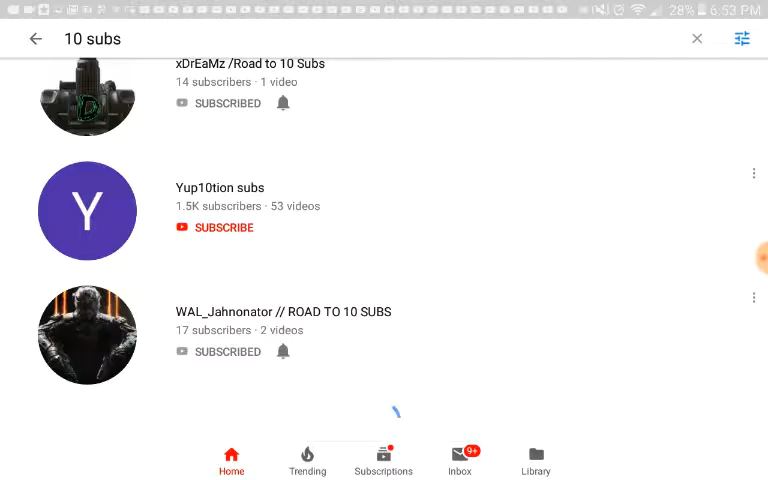 28% 6:53 PM
10 subs
xDrEaMz /Road to 10 Subs
14 subscribers · 1 video
SUBSCRIBED
Y
Yup10tion subs
1.5K subscribers · 53 videos
SUBSCRIBE
WAL_Jahnonator // ROAD TO 10 SUBS
17 subscribers · 2 videos
SUBSCRIBED
9+
Home Trending Subscriptions Inbox Library